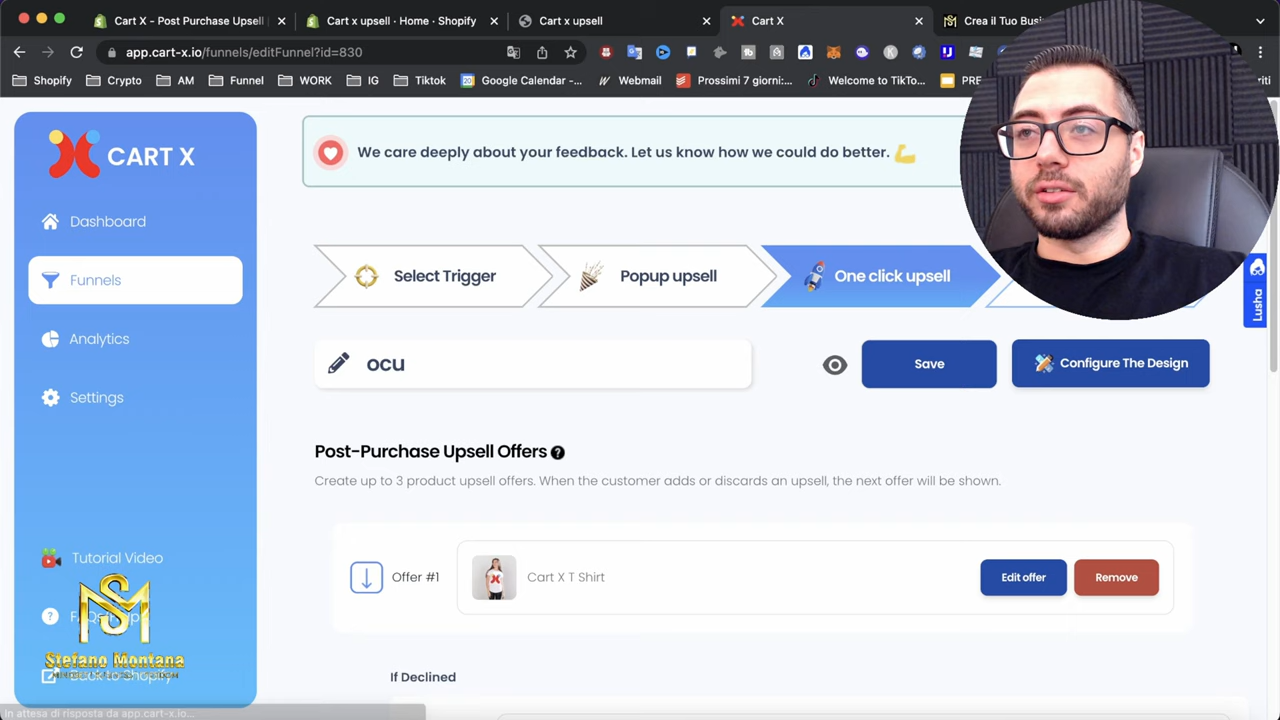 Cart X - Post Purchase Upsell
Cart x upsell · Home · Shopify
Cart x upsell
Cart X
Crea il Tuo Bus
app.cart-x.io/funnels/editFunnel?id=830
Shopify
Crypto
AM
Funnel
WORK
IG
Tiktok
Google Calendar -...
Webmail
Prossimi 7 giorni:...
Welcome to TikTo...
PRE
riti
CART X
Dashboard
Funnels
Analytics
Settings
Tutorial Video
Back to Shopify
Stefano Montana
in attesa di risposta da app.cart-x.io...
We care deeply about your feedback. Let us know how we could do better.
Select Trigger
Popup upsell
One click upsell
Lusha
ocu
Save
Configure The Design
Post-Purchase Upsell Offers ?
Create up to 3 product upsell offers. When the customer adds or discards an upsell, the next offer will be shown.
Offer #1
Cart X T Shirt
Edit offer
Remove
If Declined